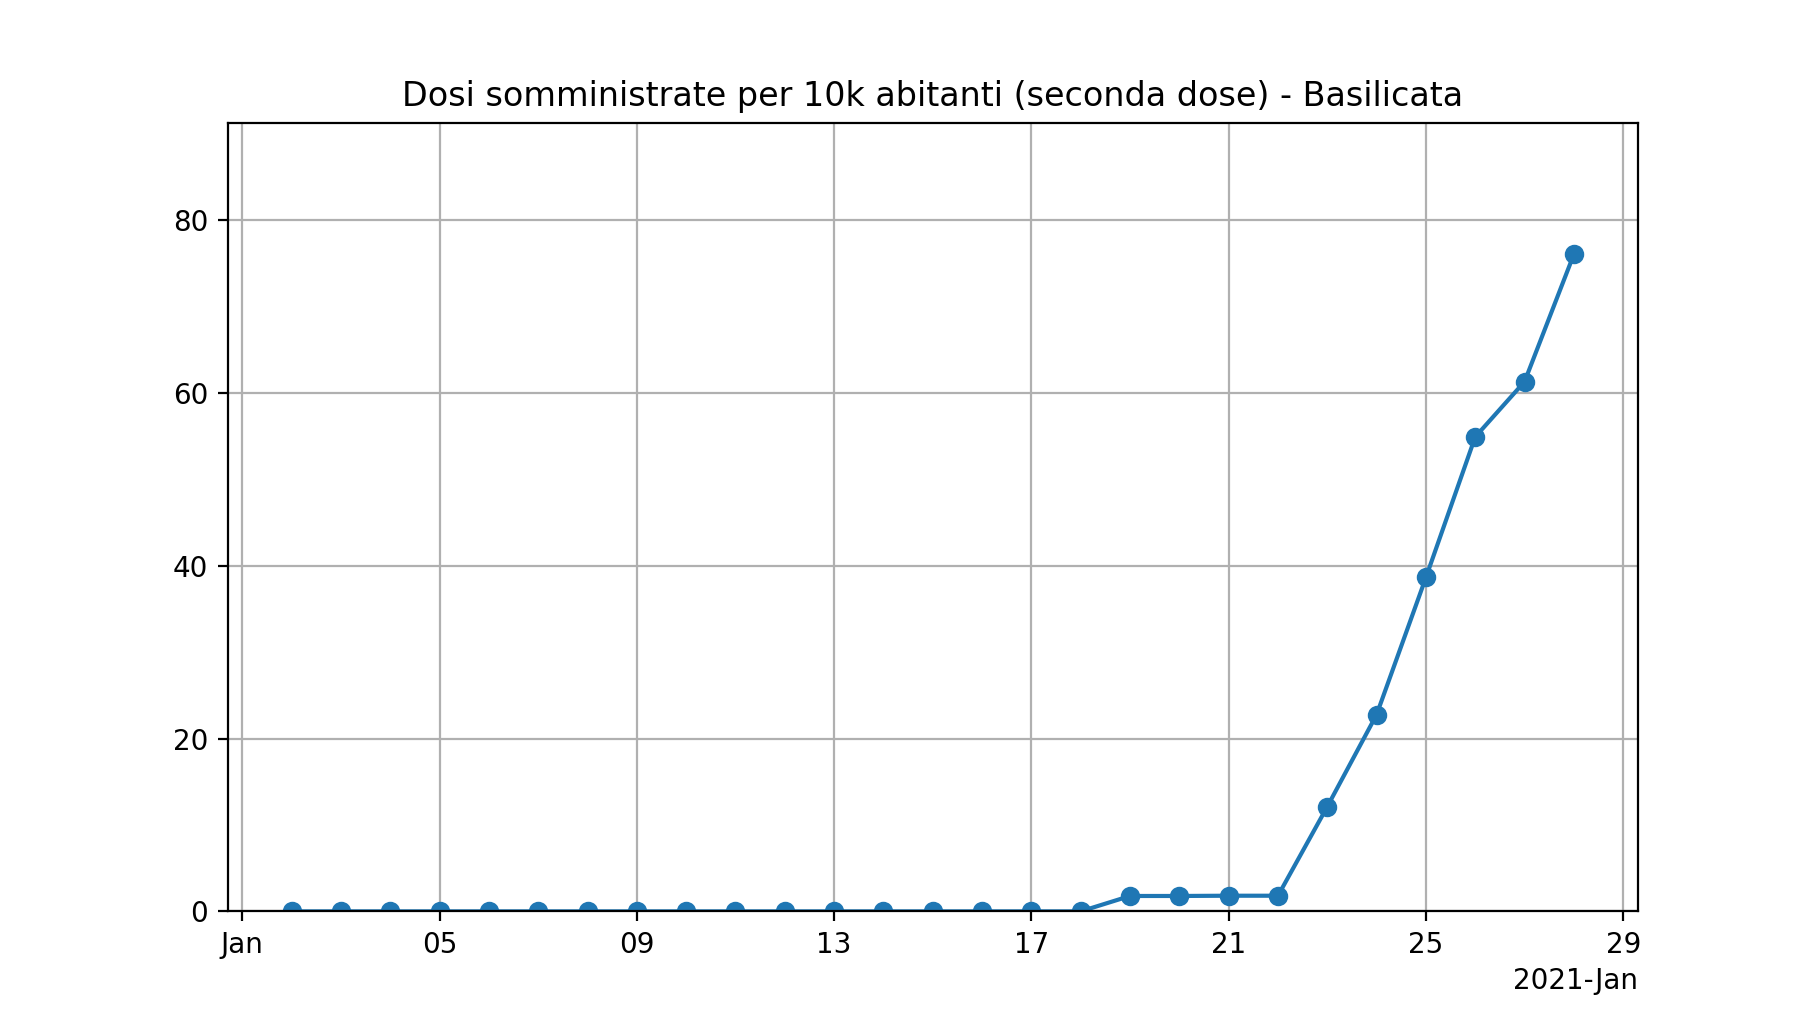 Dosi somministrate per 10k abitanti (seconda dose) - Basilicata
80
60
40
20
0
Jan 05 09 13 17 21 25 29
2021-Jan